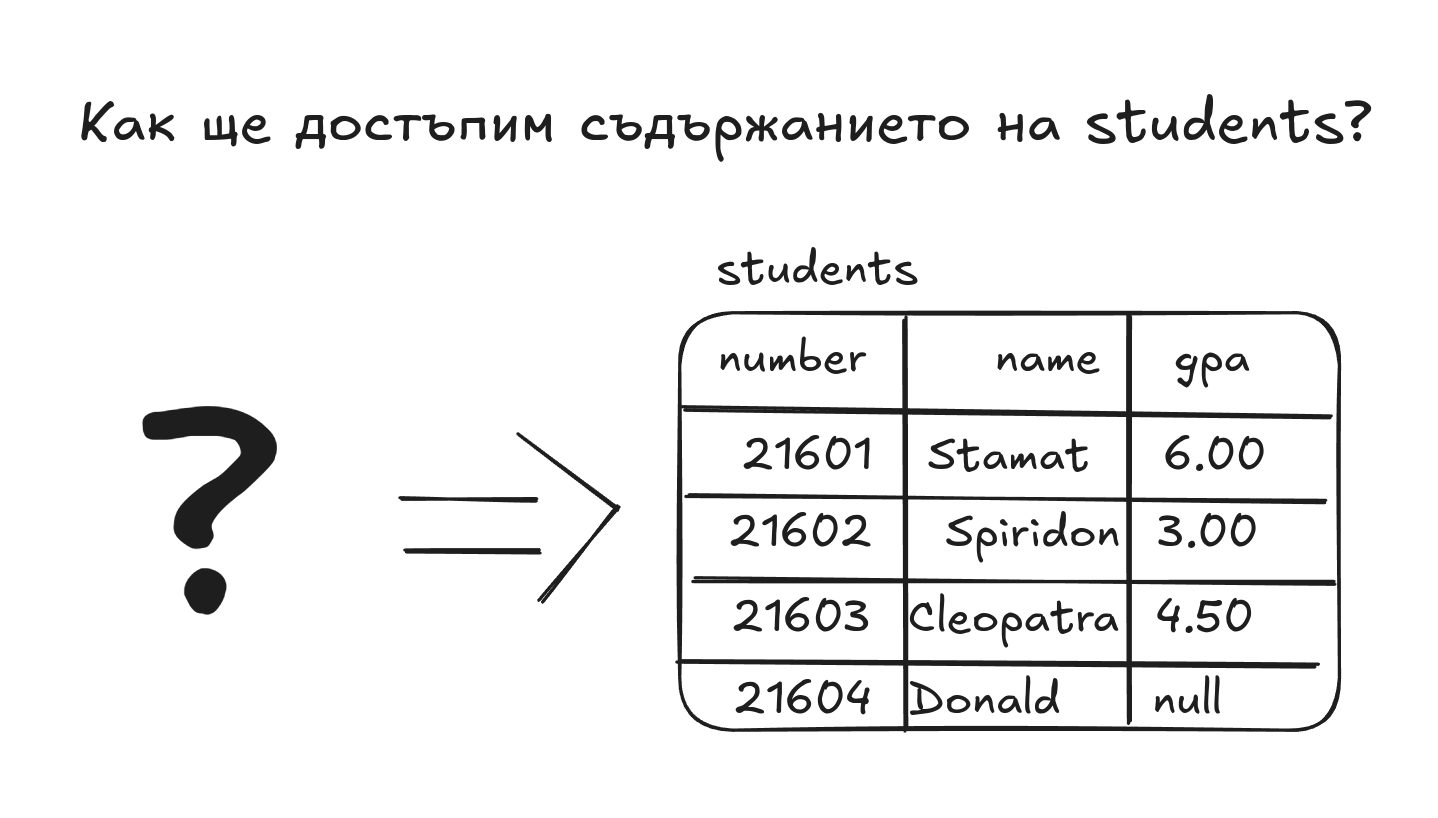 Как ще достъпим съдържанието на students?
students
number name gpa
21601 Stamat 6.00
? 21602 Spiridon 3.00
21603 Cleopatra 4.50
21604 Donald null